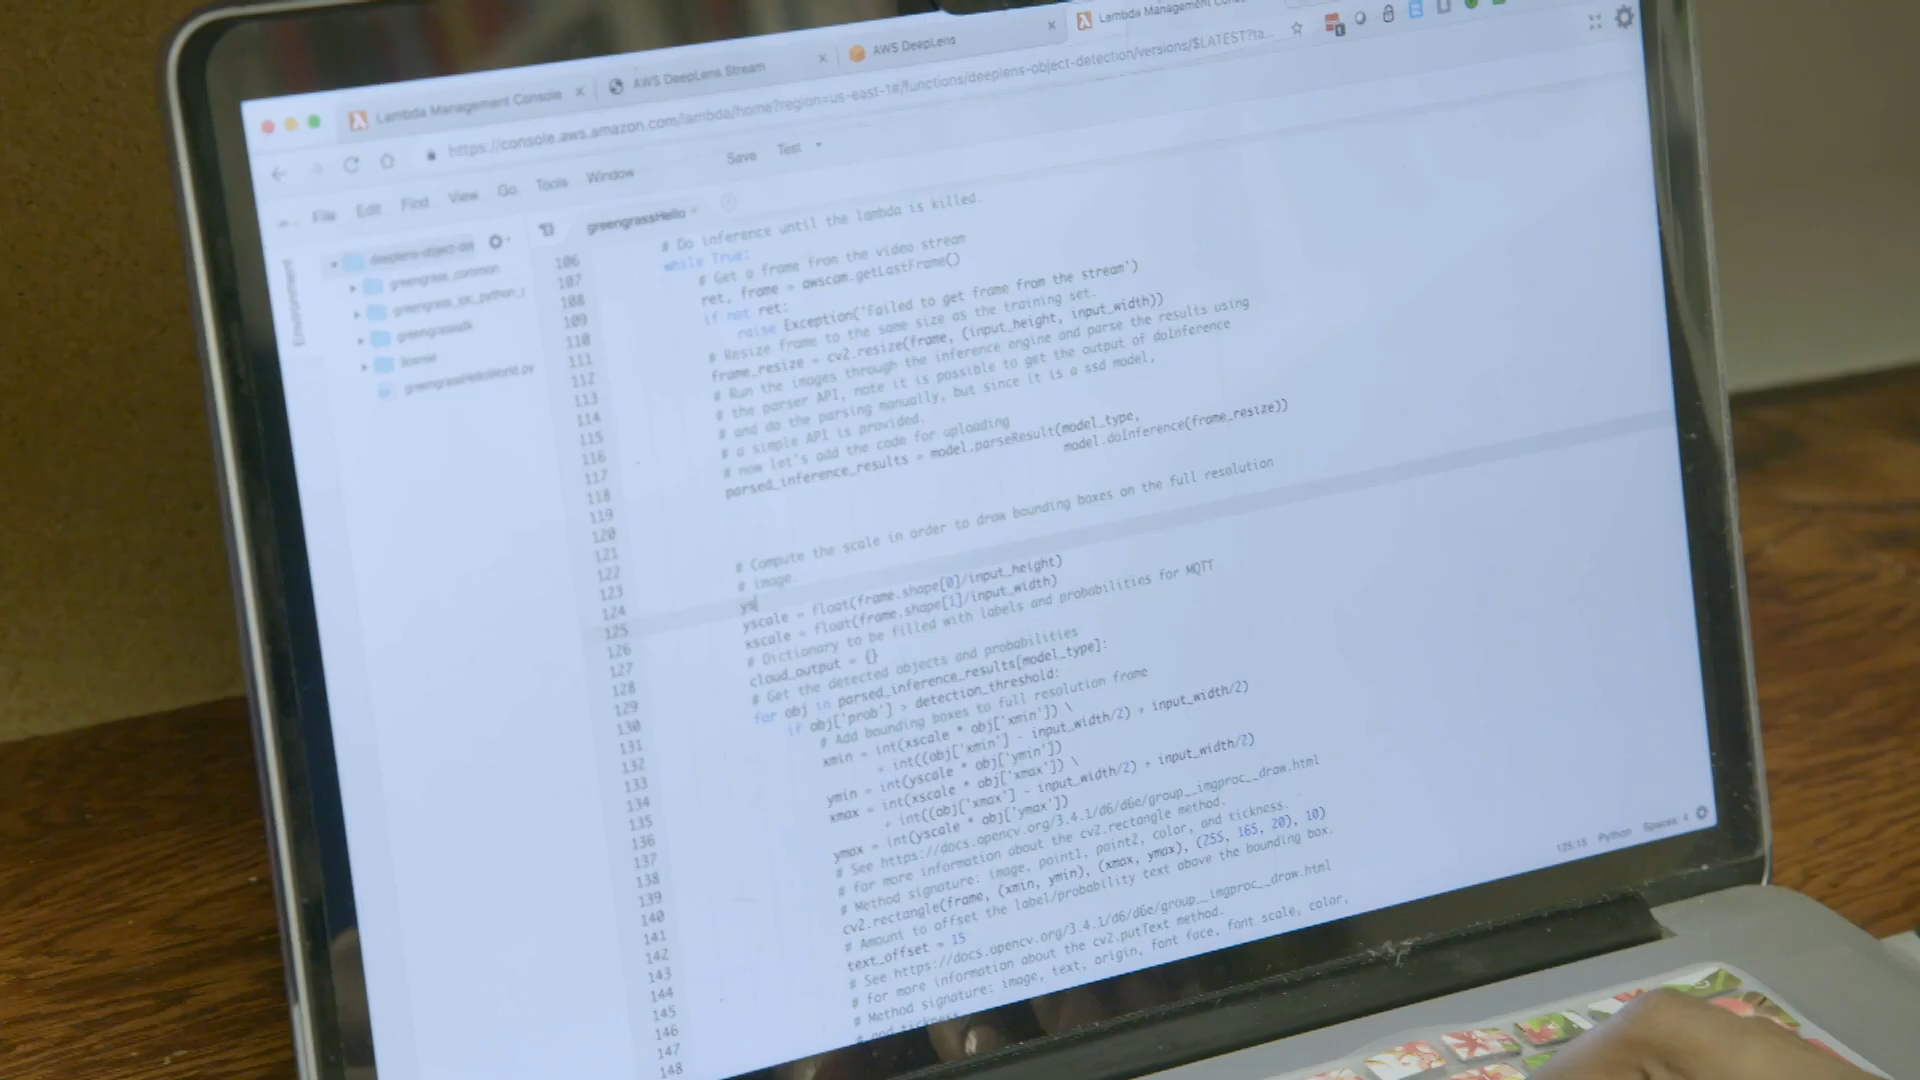 Lambda Management Console
AWS DeepLens Stream
AWS DeepLens
Lambda Management
https://console.aws.amazon.com/lambda/home?region=us-east-1#/functions/deeplens-object-detection/versions/$LATEST?ta...
File Edit Find View Go Tools Window Save Test
Environment
deeplens-object-det
greengrass_common
greengrass_ipc_python_
greengrasssdk
license
greengrassHelloWorld.py
greengrassHello
106
107
108
109
110
111
112
113
114
115
116
117
118
119
120
121
122
123
124
125
126
127
128
129
130
131
132
133
134
135
136
137
138
139
140
141
142
143
144
145
146
147
148
# Do inference until the lambda is killed.
while True:
# Get a frame from the video stream
ret, frame = awscam.getLastFrame()
if not ret:
raise Exception('Failed to get frame from the stream')
# Resize frame to the same size as the training set.
frame_resize = cv2.resize(frame, (input_height, input_width))
# Run the images through the inference engine and parse the results using
# the parser API, note it is possible to get the output of doInference
# and do the parsing manually, but since it is a ssd model,
# a simple API is provided.
# now let's add the code for uploading
parsed_inference_results = model.parseResult(model_type,
model.doInference(frame_resize))
# Compute the scale in order to draw bounding boxes on the full resolution
# image.
ys
yscale = float(frame.shape[0]/input_height)
xscale = float(frame.shape[1]/input_width)
# Dictionary to be filled with labels and probabilities for MQTT
cloud_output = {}
# Get the detected objects and probabilities
for obj in parsed_inference_results[model_type]:
if obj['prob'] > detection_threshold:
# Add bounding boxes to full resolution frame
xmin = int(xscale * obj['xmin']) \
+ int((obj['xmin'] - input_width/2) + input_width/2)
ymin = int(yscale * obj['ymin'])
xmax = int(xscale * obj['xmax']) \
+ int((obj['xmax'] - input_width/2) + input_width/2)
ymax = int(yscale * obj['ymax'])
# See https://docs.opencv.org/3.4.1/d6/d6e/group__imgproc__draw.html
# for more information about the cv2.rectangle method.
# Method signature: image, point1, point2, color, and tickness.
cv2.rectangle(frame, (xmin, ymin), (xmax, ymax), (255, 165, 20), 10)
# Amount to offset the label/probability text above the bounding box.
text_offset = 15
# See https://docs.opencv.org/3.4.1/d6/d6e/group__imgproc__draw.html
# for more information about the cv2.putText method.
# Method signature: image, text, origin, font face, font scale, color,
# and tickness
125:15 Python Spaces: 4